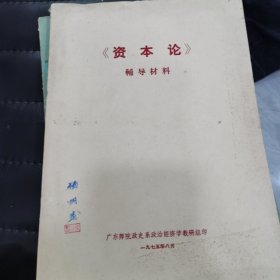 《资本论》
辅导材料
广东师院政史系政治经济学教研组印
一九七五年八月